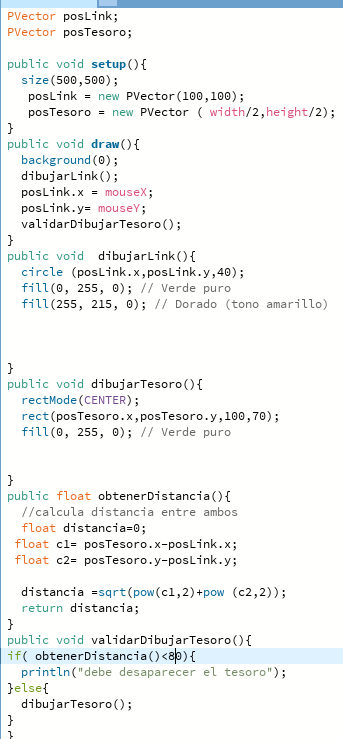 PVector posLink;
PVector posTesoro;
public void setup(){
size(500,500);
posLink = new PVector(100,100);
posTesoro = new PVector ( width/2,height/2);
}
public void draw(){
background(0);
dibujarLink();
posLink.x = mouseX;
posLink.y= mouseY;
validarDibujarTesoro();
}
public void  dibujarLink(){
circle (posLink.x,posLink.y,40);
fill(0, 255, 0); // Verde puro
fill(255, 215, 0); // Dorado (tono amarillo)
}
public void dibujarTesoro(){
rectMode(CENTER);
rect(posTesoro.x,posTesoro.y,100,70);
fill(0, 255, 0); // Verde puro
}
public float obtenerDistancia(){
//calcula distancia entre ambos
float distancia=0;
float c1= posTesoro.x-posLink.x;
float c2= posTesoro.y-posLink.y;
distancia =sqrt(pow(c1,2)+pow (c2,2));
return distancia;
}
public void validarDibujarTesoro(){
if( obtenerDistancia()<80){
println("debe desaparecer el tesoro");
}else{
dibujarTesoro();
}
}